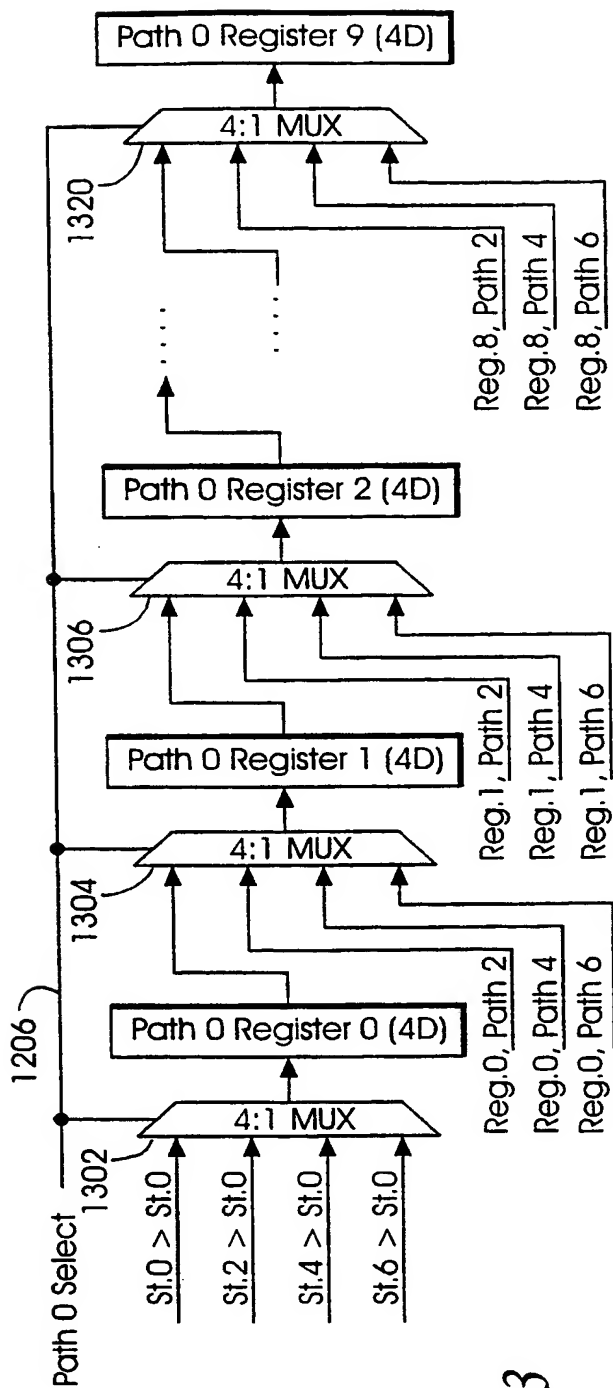 Path 0 Select
1206
1302
4:1 MUX
St.0 > St.0
St.2 > St.0
St.4 > St.0
St.6 > St.0
Path 0 Register 0 (4D)
1304
4:1 MUX
Reg.0, Path 2
Reg.0, Path 4
Reg.0, Path 6
Path 0 Register 1 (4D)
1306
4:1 MUX
Reg.1, Path 2
Reg.1, Path 4
Reg.1, Path 6
Path 0 Register 2 (4D)
1320
4:1 MUX
Reg.8, Path 2
Reg.8, Path 4
Reg.8, Path 6
Path 0 Register 9 (4D)
3